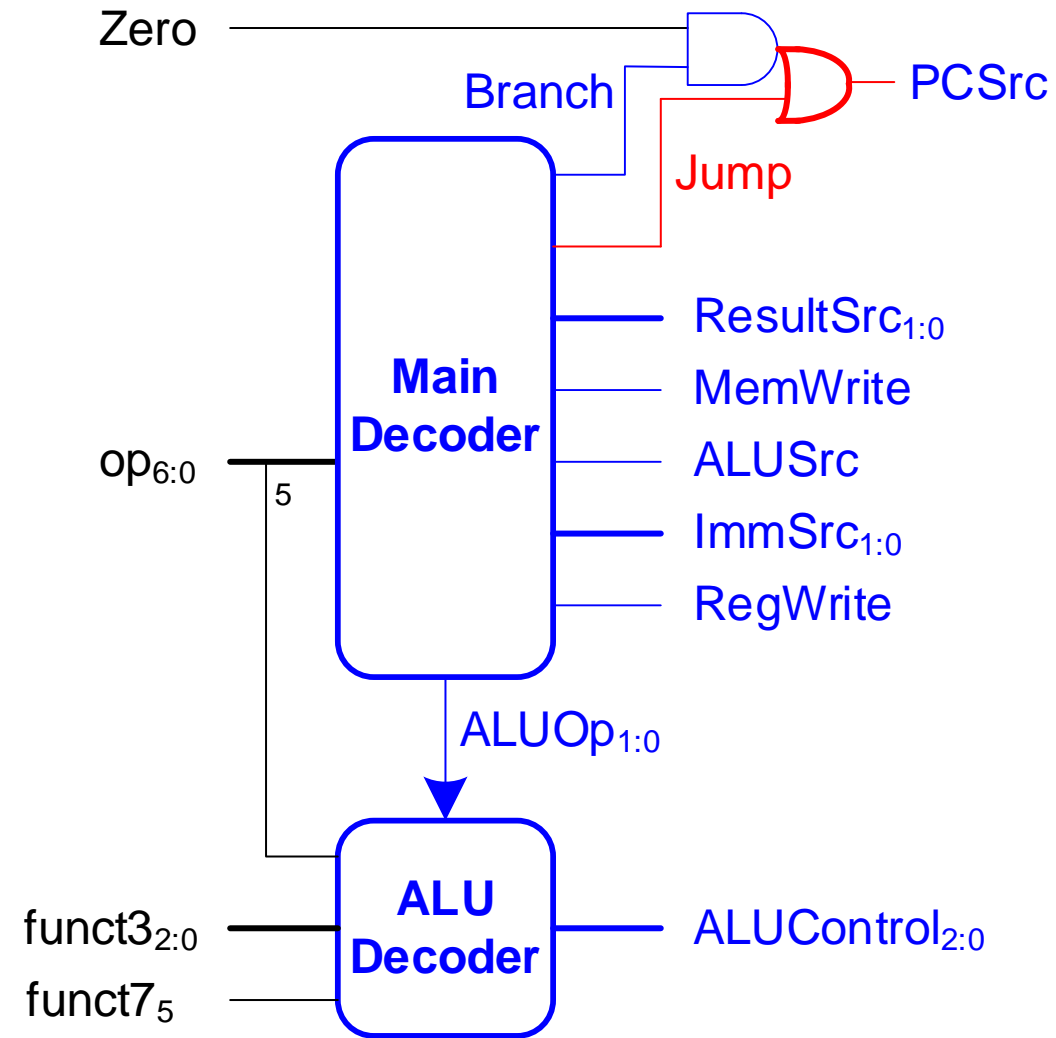 Zero
Branch
PCSrc
Jump
ResultSrc1:0
Main
Decoder
MemWrite
op6:0
5
ALUSrc
ImmSrc1:0
RegWrite
ALUOp1:0
ALU
Decoder
funct32:0
ALUControl2:0
funct75